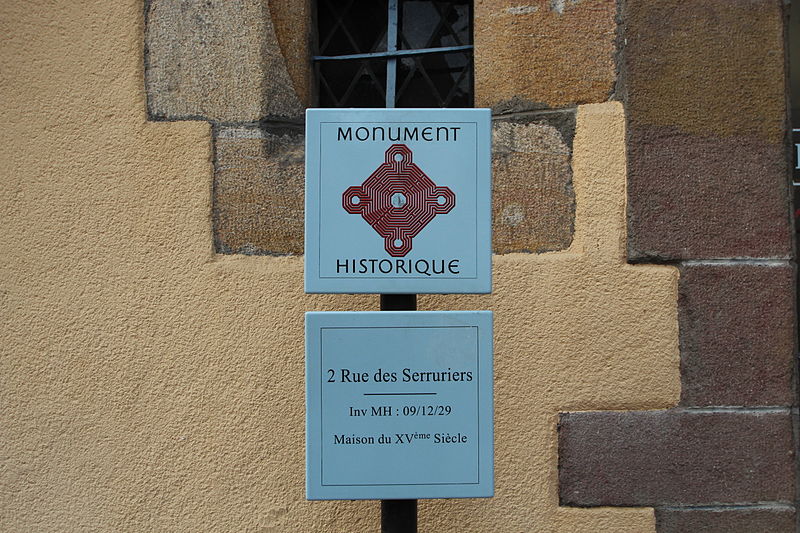 MONUMENT
HISTORIQUE
2 Rue des Serruriers
Inv MH : 09/12/29
Maison du XVème Siècle